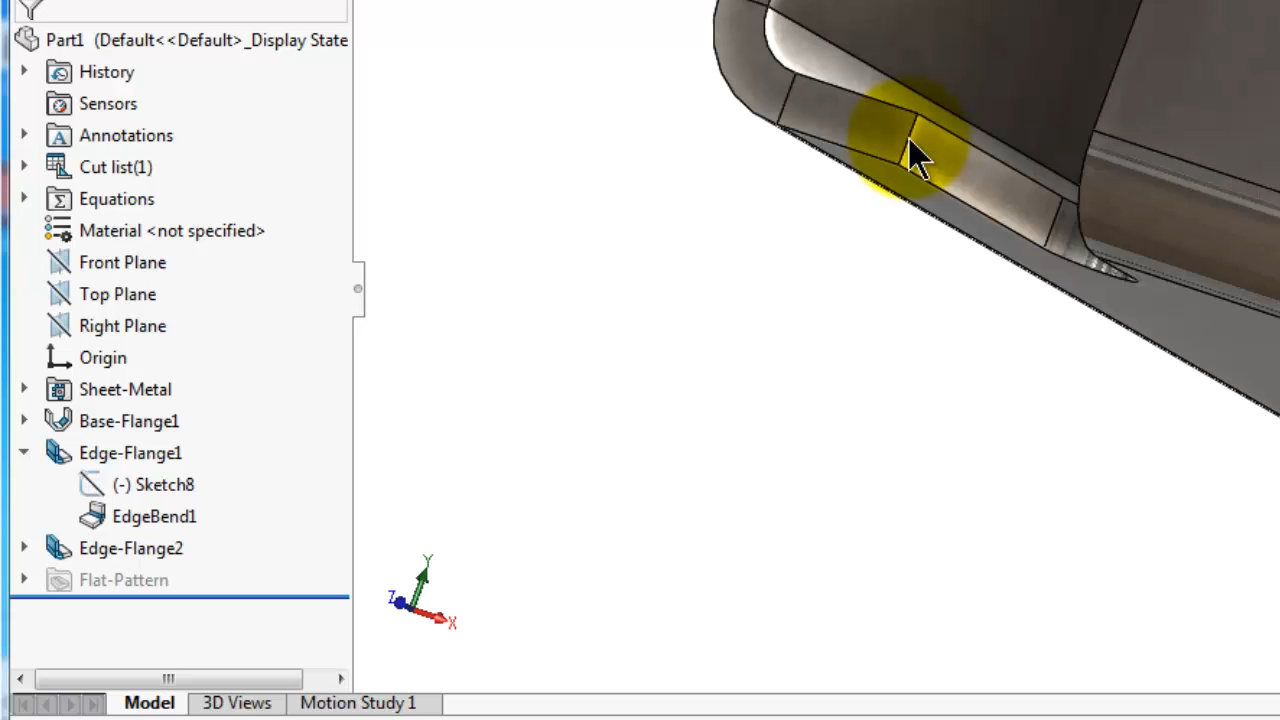 Part1 (Default<<Default>_Display State
History
Sensors
Annotations
Cut list(1)
Equations
Material <not specified>
Front Plane
Top Plane
Right Plane
Origin
Sheet-Metal
Base-Flange1
Edge-Flange1
(-) Sketch8
EdgeBend1
Edge-Flange2
Flat-Pattern
Y
Z
X
Model 3D Views Motion Study 1